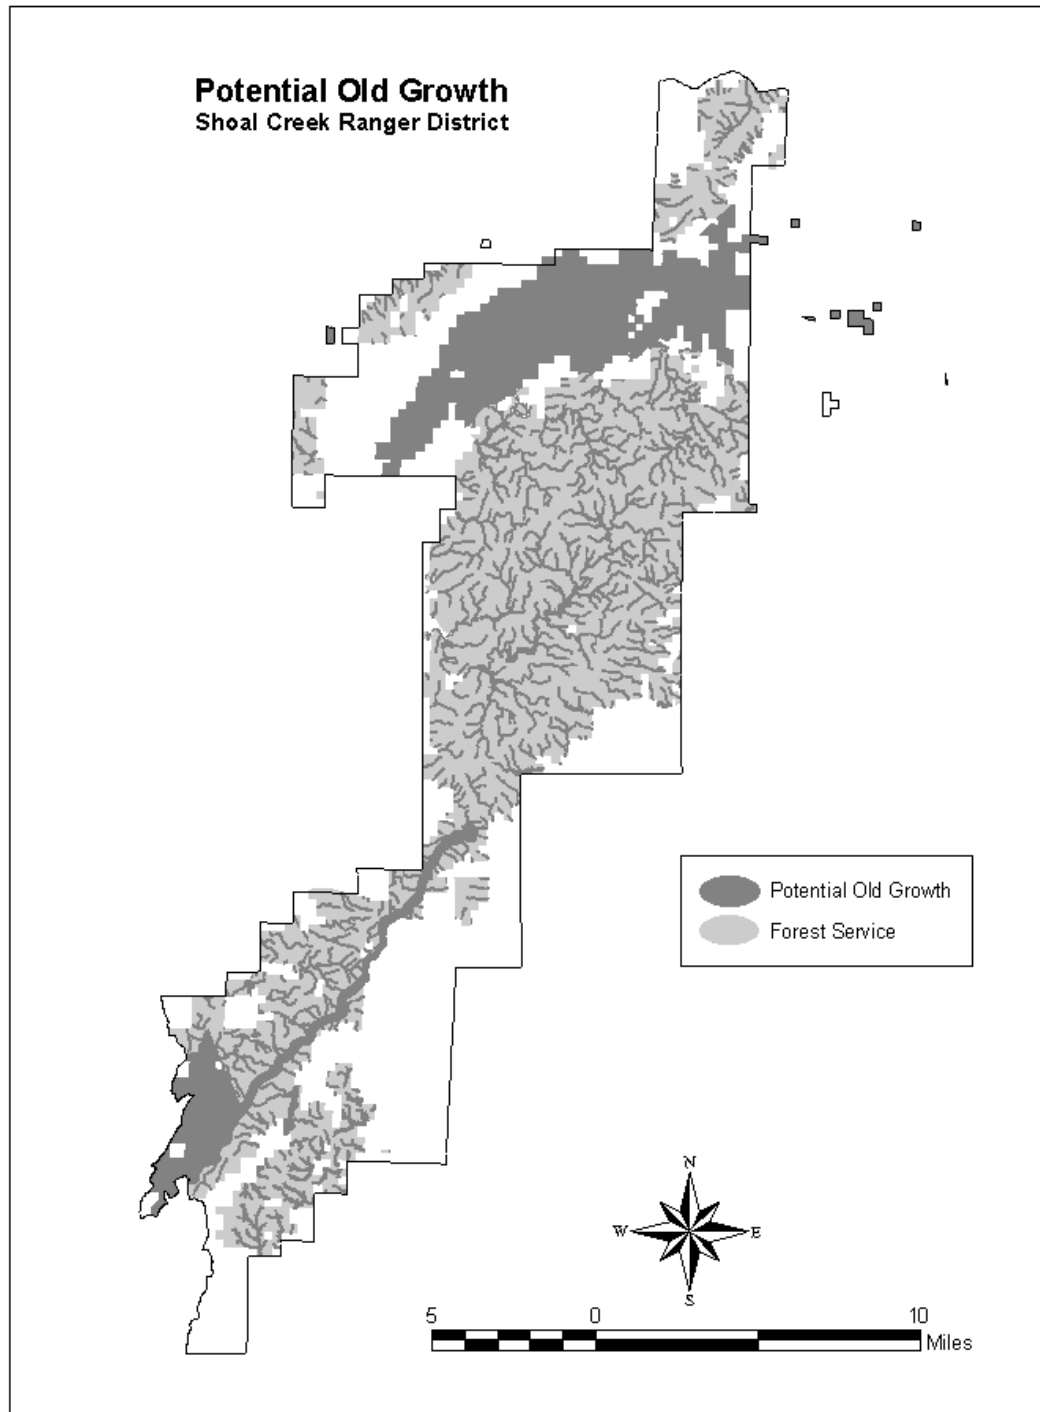 Potential Old Growth
Shoal Creek Ranger District
Potential Old Growth
Forest Service
N
W E
S
5 0 10
Miles